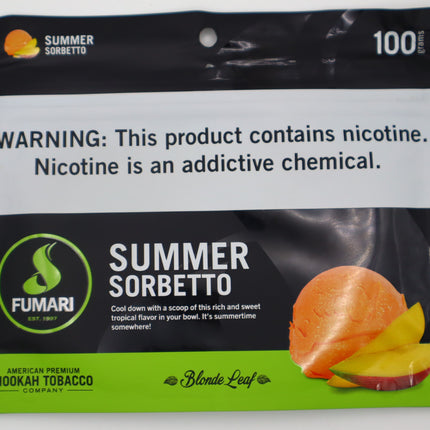 SUMMER
SORBETTO
100 grams
WARNING: This product contains nicotine.
Nicotine is an addictive chemical.
FUMARI
EST. 1997
SUMMER
SORBETTO
Cool down with a scoop of this rich and sweet
tropical flavor in your bowl. It's summertime
somewhere!
AMERICAN PREMIUM
HOOKAH TOBACCO
COMPANY
Blonde Leaf